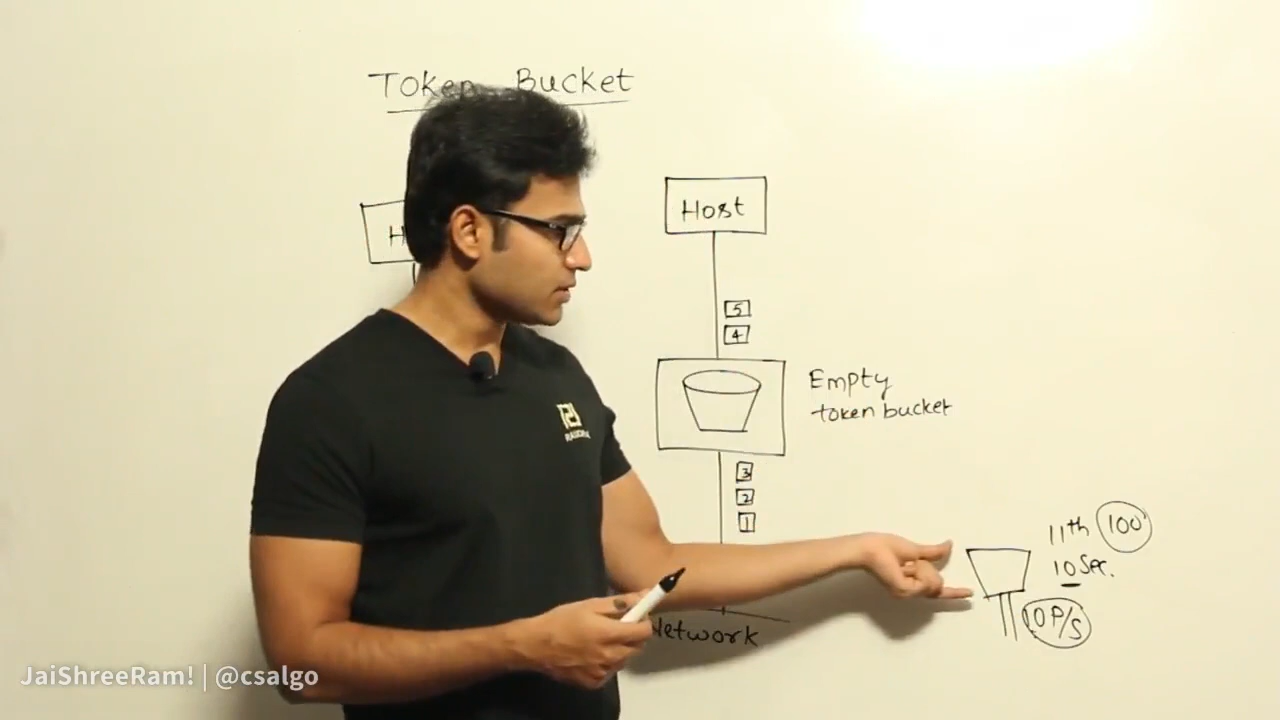 Token Bucket
H
Host
5
4
Empty
token bucket
3
2
1
11th 100
10 Sec.
10 P/S
Network
JaiShreeRam! | @csalgo